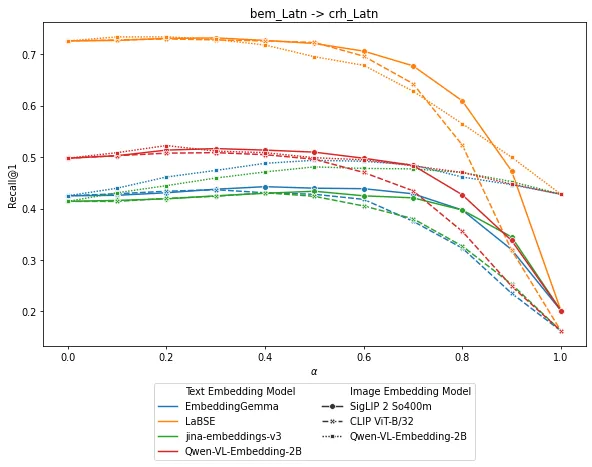 bem_Latn -> crh_Latn
Recall@1
0.7
0.6
0.5
0.4
0.3
0.2
0.0 0.2 0.4 0.6 0.8 1.0
α
Text Embedding Model Image Embedding Model
EmbeddingGemma SigLIP 2 So400m
LaBSE CLIP ViT-B/32
jina-embeddings-v3 Qwen-VL-Embedding-2B
Qwen-VL-Embedding-2B